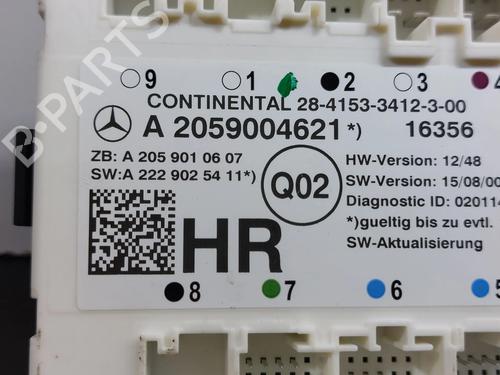 9 1 2 3 4
CONTINENTAL 28-4153-3412-3-00
A 2059004621*) 16356
ZB: A 205 901 06 07
HW-Version: 12/48
SW:A 222 902 54 11*)
Q02
SW-Version: 15/08/00
Diagnostic ID: 020114
*)gueltig bis zu evtl.
SW-Aktualisierung
HR
8 7 6 5
B-PARTS